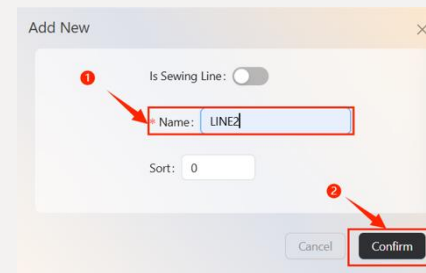 Add New
1
Is Sewing Line:
* Name: LINE2
Sort: 0
2
Cancel Confirm